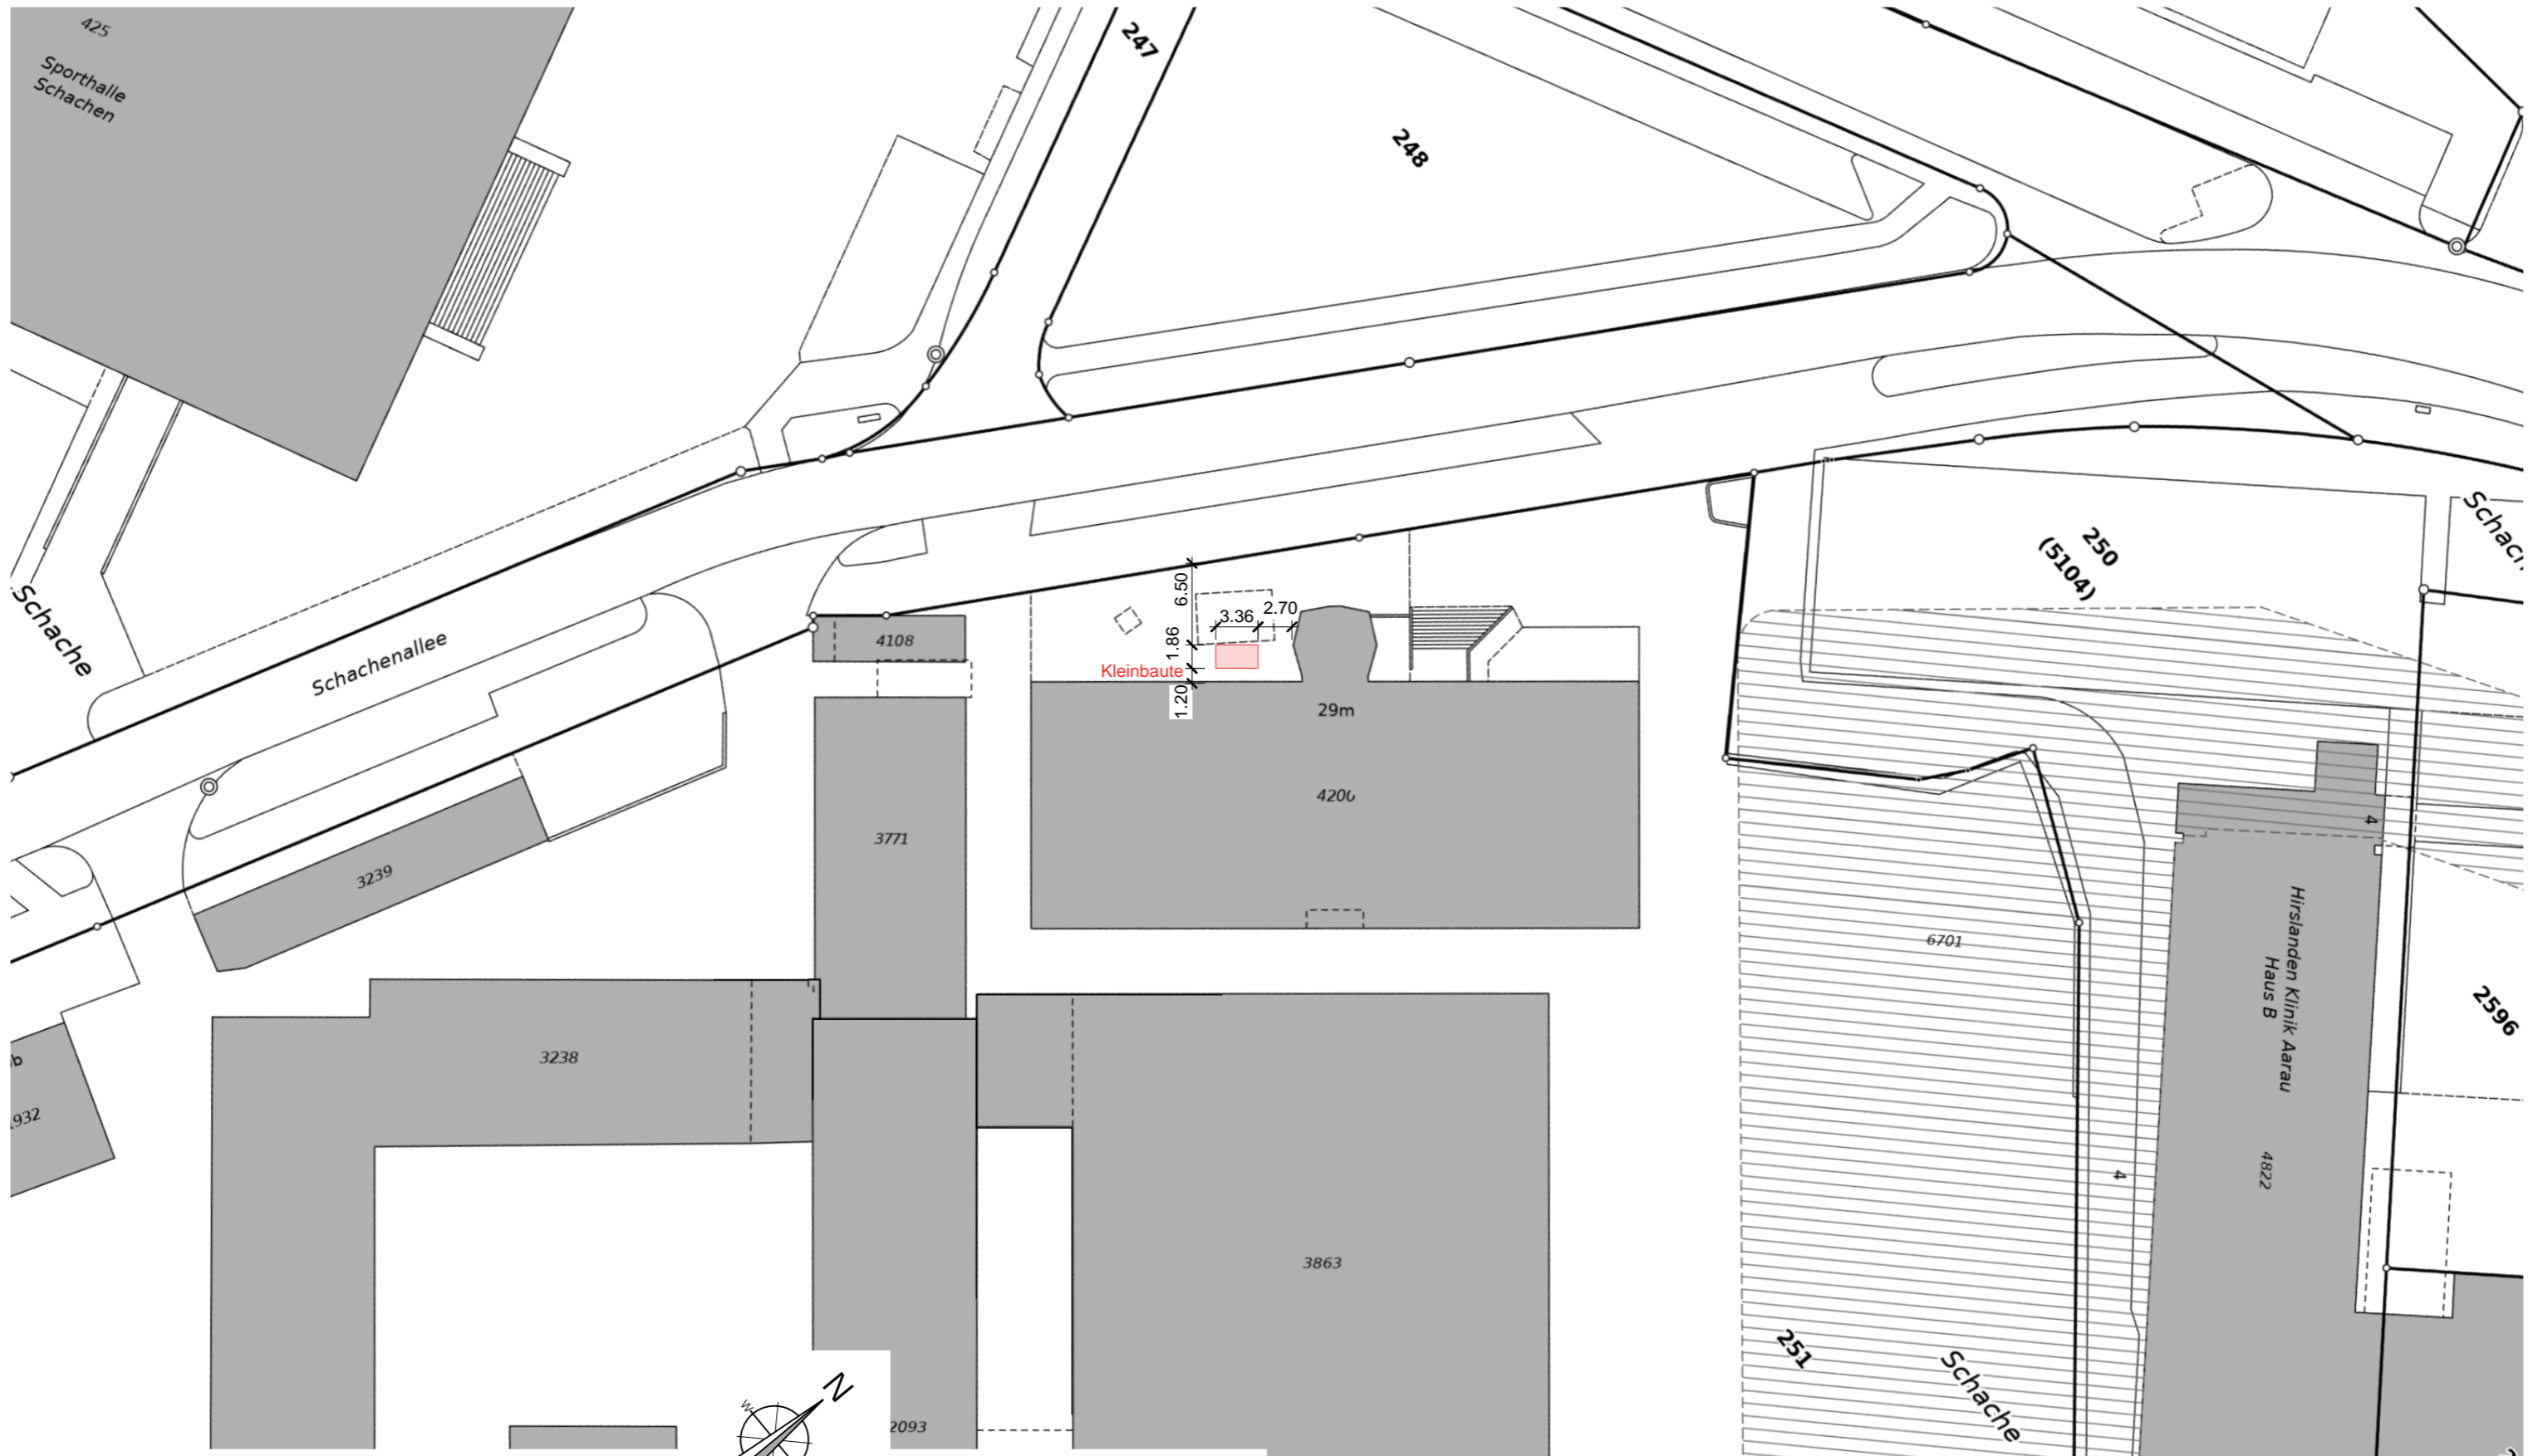 425
Sporthalle
Schachen
247
248
250
(5104)
Schache
Schachenallee
4108
6.50
3.36
2.70
1.86
Kleinbaute
1.20
29m
4200
3771
3239
3238
3863
2093
6701
4
4
Hirslanden Klinik Aarau
Haus B
4822
2596
251
Schache
N
W